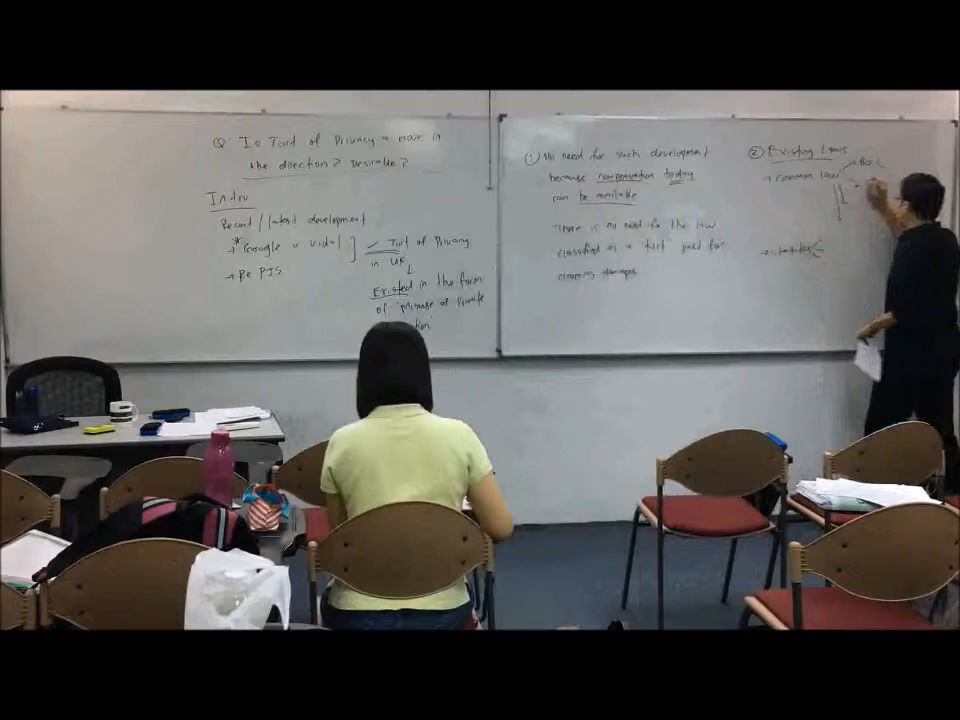 Q' Is Tort of Privacy a move in
the direction? Desirable?
Intro
Recent / latest development
→ * Google v Vidal
→ Re PJS
✓ Tort of Privacy
in UK
↓
Existed in the form
of 'Misuse of Private
① No need for such development
because compensation today
can be available
There is no need for the law
classified as a tort just for
claiming damages
② Existing Laws
→ Common law
→ Statutes